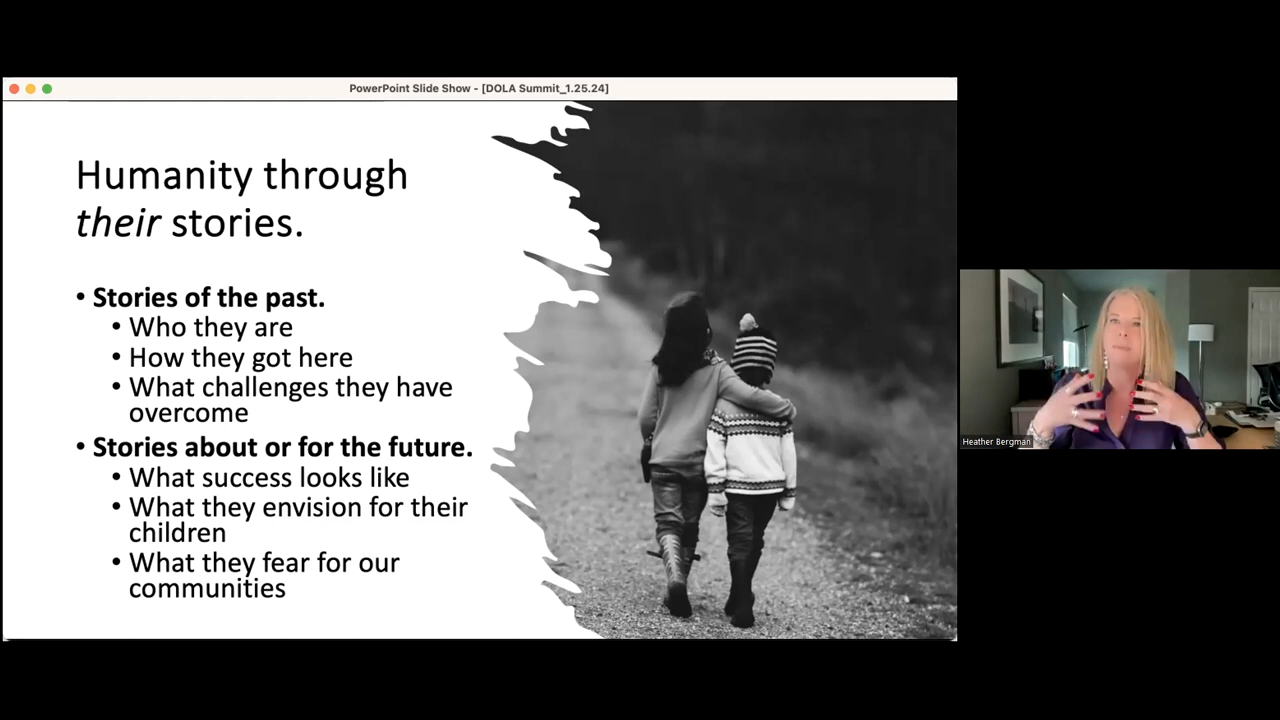 PowerPoint Slide Show - [DOLA Summit_1.25.24]
Humanity through
their stories.
• Stories of the past.
• Who they are
• How they got here
• What challenges they have
overcome
• Stories about or for the future.
• What success looks like
• What they envision for their
children
• What they fear for our
communities
Heather Bergman